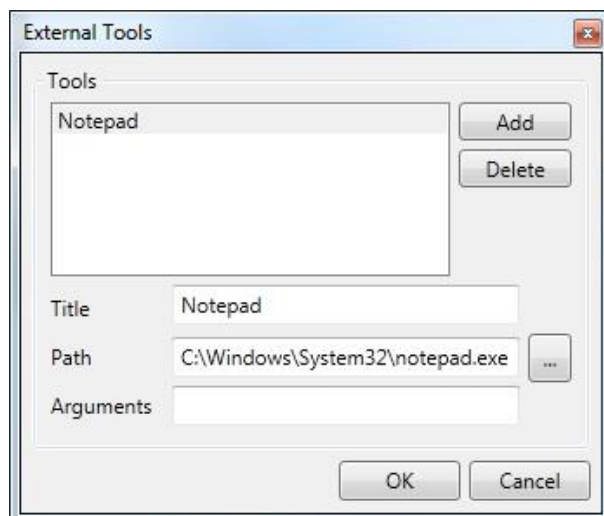 External Tools
Tools
Notepad
Add
Delete
Title
Notepad
Path
C:\Windows\System32\notepad.exe
...
Arguments
OK
Cancel